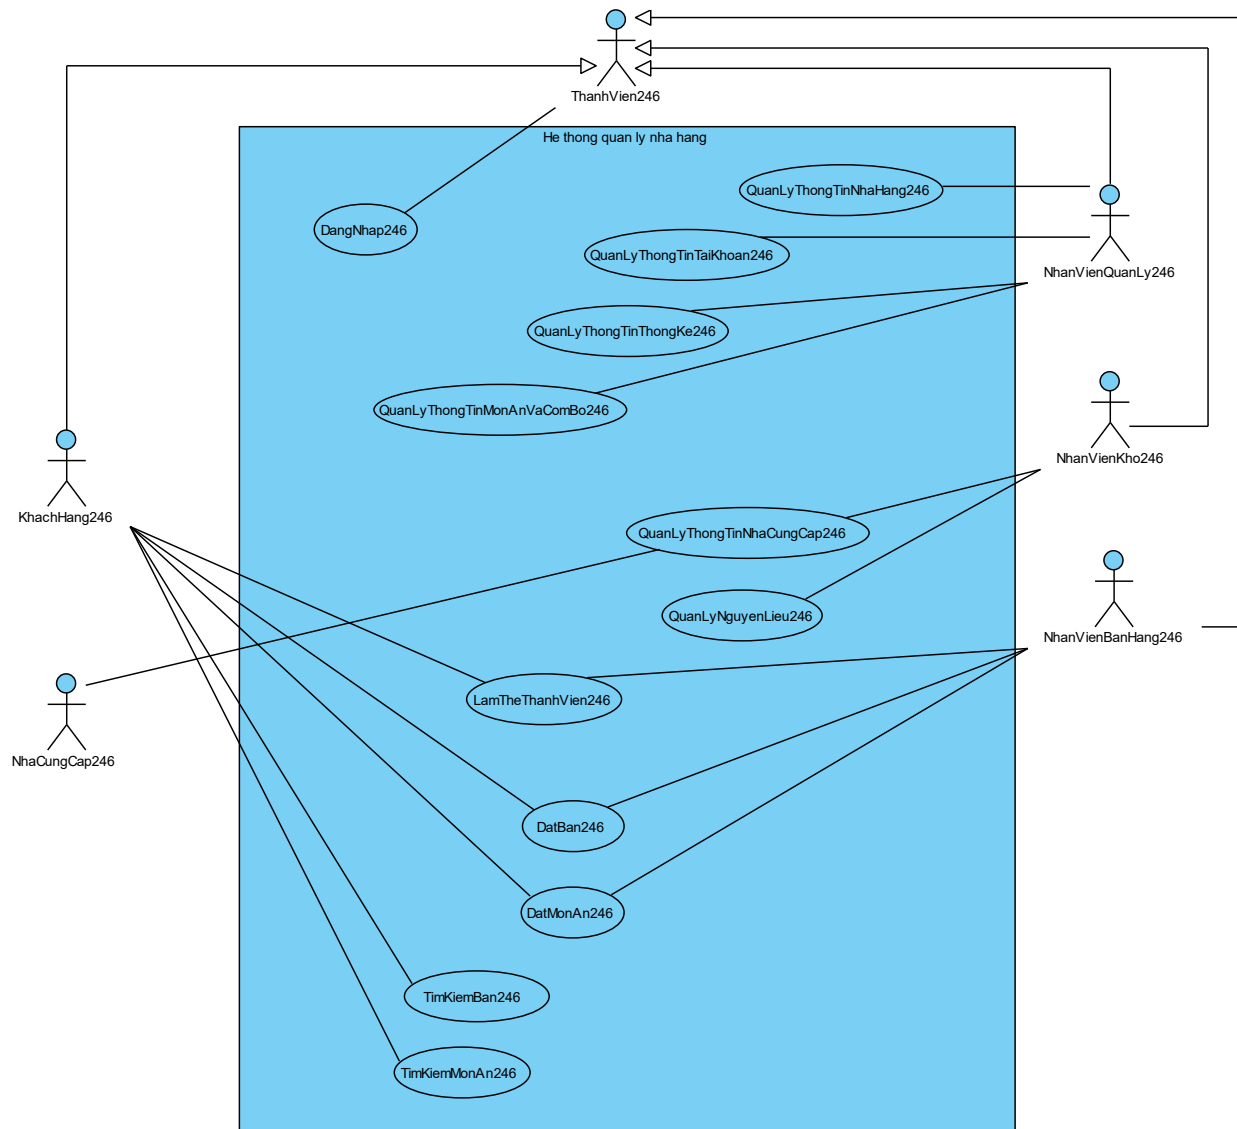 ThanhVien246
He thong quan ly nha hang
QuanLyThongTinNhaHang246
DangNhap246
QuanLyThongTinTaiKhoan246
NhanVienQuanLy246
QuanLyThongTinThongKe246
QuanLyThongTinMonAnVaComBo246
NhanVienKho246
KhachHang246
QuanLyThongTinNhaCungCap246
QuanLyNguyenLieu246
NhanVienBanHang246
LamTheThanhVien246
NhaCungCap246
DatBan246
DatMonAn246
TimKiemBan246
TimKiemMonAn246